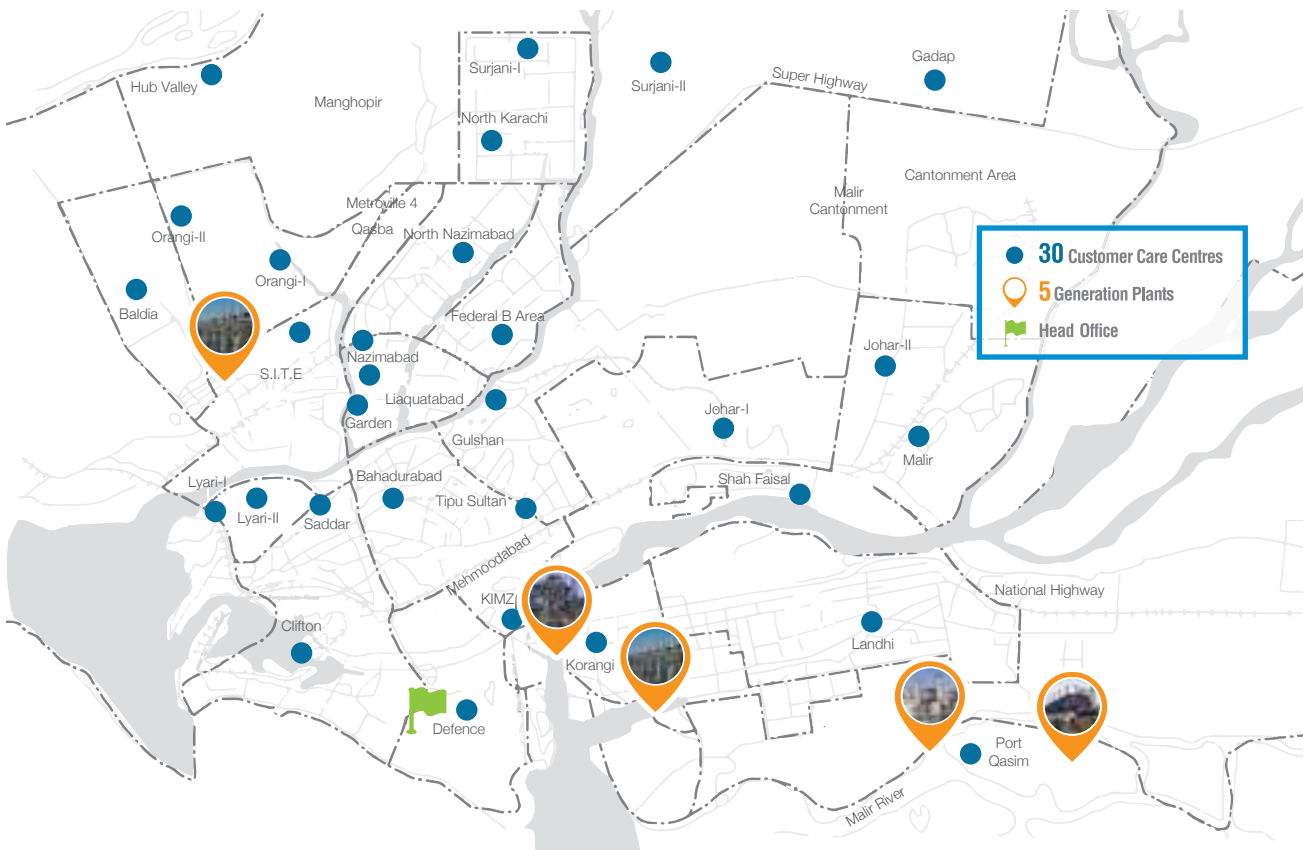 Hub Valley
Manghopir
Surjani-I
North Karachi
Surjani-II
Super Highway
Gadap
Cantonment Area
Malir
Cantonment
Metroville 4
Qasba
North Nazimabad
Orangi-II
Orangi-I
Baldia
Federal B Area
30 Customer Care Centres
5 Generation Plants
Head Office
Nazimabad
S.I.T.E
Liaquatabad
Garden
Gulshan
Johar-II
Johar-I
Malir
Lyari-I
Lyari-II
Saddar
Bahadurabad
Tipu Sultan
Shah Faisal
Mehmoodabad
National Highway
KIMZ
Clifton
Korangi
Landhi
Defence
Port
Qasim
Malir River